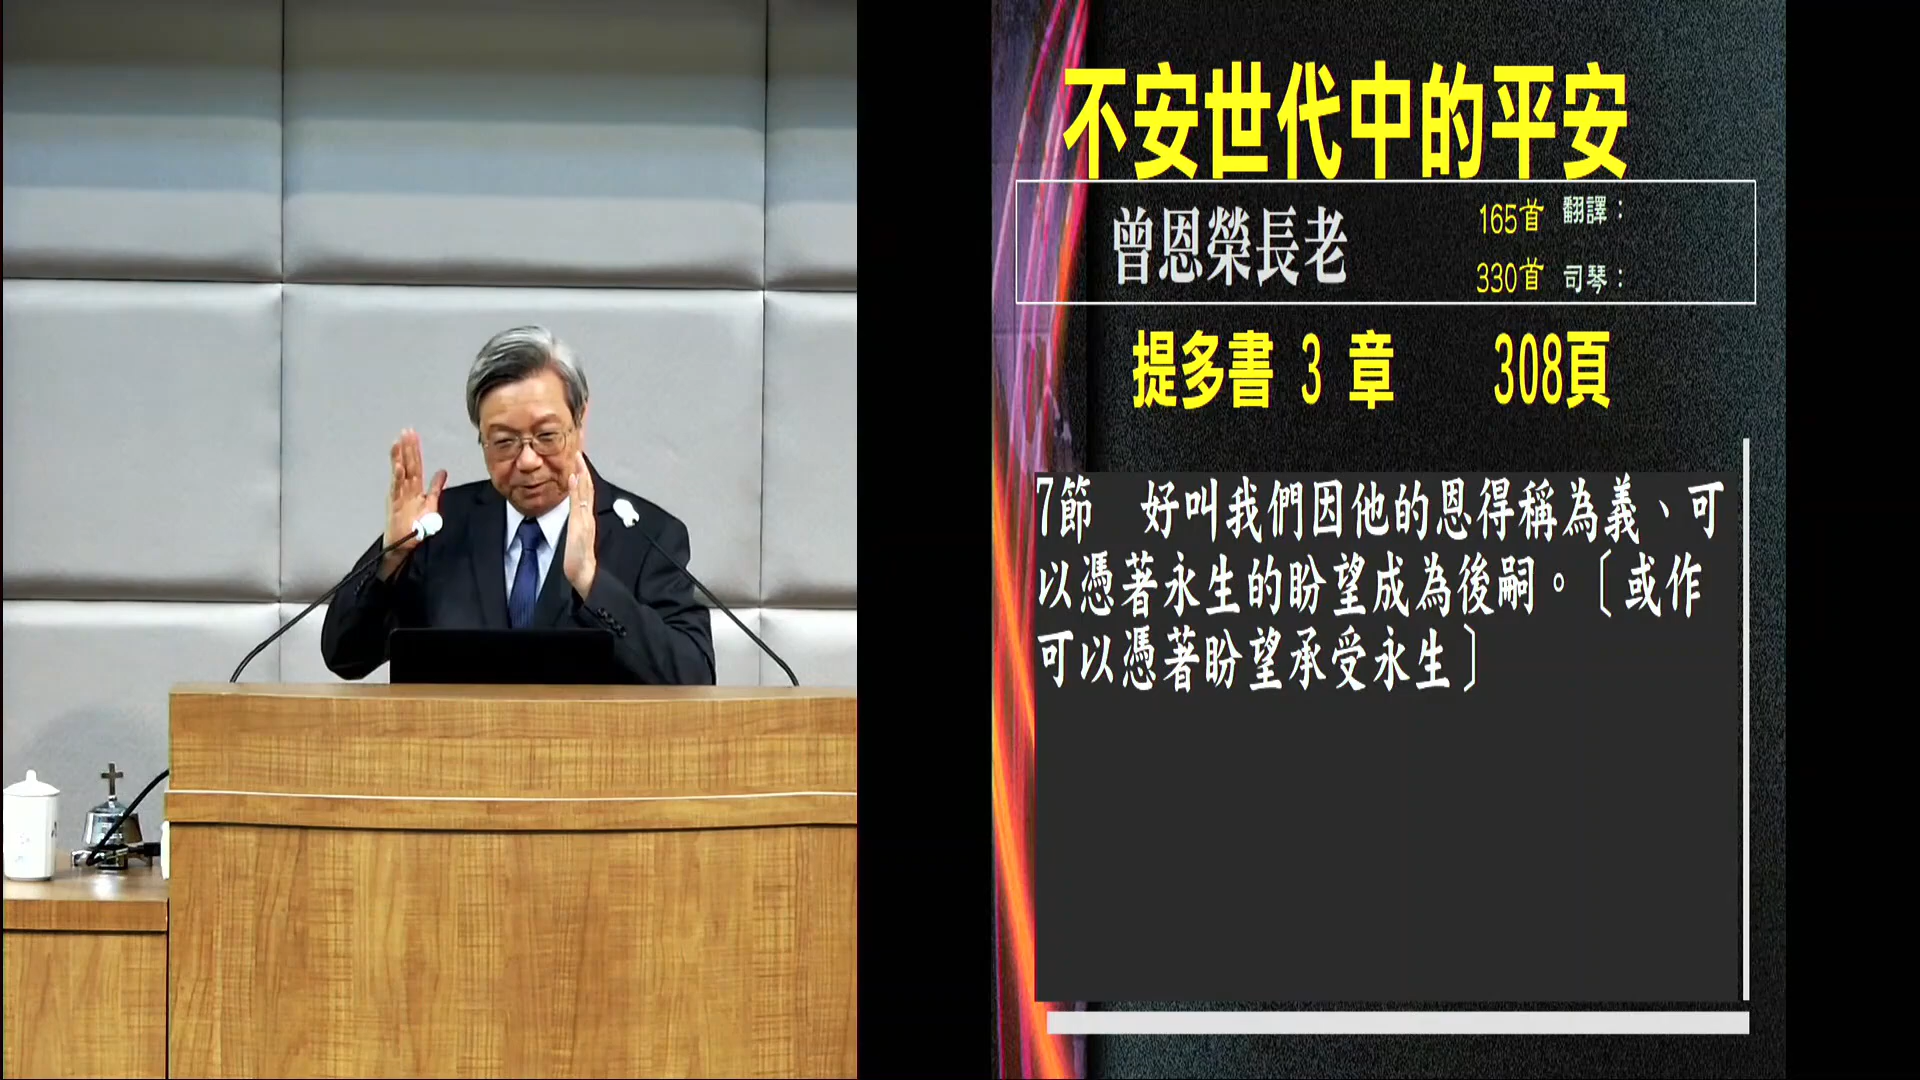 不安世代中的平安
曾恩榮長老
165首 翻譯：
330首 司琴：
提多書 3 章 308頁
7節 好叫我們因他的恩得稱為義、可
以憑著永生的盼望成為後嗣。〔或作
可以憑著盼望承受永生〕